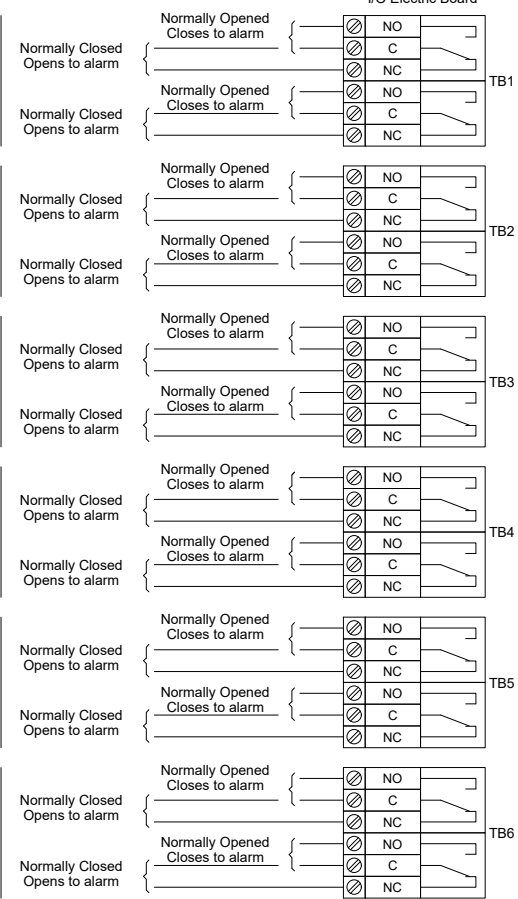 I/O Electric Board
Normally Opened
Closes to alarm
NO
Normally Closed
Opens to alarm
C
NC
TB1
Normally Opened
Closes to alarm
NO
Normally Closed
Opens to alarm
C
NC
Normally Opened
Closes to alarm
NO
Normally Closed
Opens to alarm
C
NC
TB2
Normally Opened
Closes to alarm
NO
Normally Closed
Opens to alarm
C
NC
Normally Opened
Closes to alarm
NO
Normally Closed
Opens to alarm
C
NC
TB3
Normally Opened
Closes to alarm
NO
Normally Closed
Opens to alarm
C
NC
Normally Opened
Closes to alarm
NO
Normally Closed
Opens to alarm
C
NC
TB4
Normally Opened
Closes to alarm
NO
Normally Closed
Opens to alarm
C
NC
Normally Opened
Closes to alarm
NO
Normally Closed
Opens to alarm
C
NC
TB5
Normally Opened
Closes to alarm
NO
Normally Closed
Opens to alarm
C
NC
Normally Opened
Closes to alarm
NO
Normally Closed
Opens to alarm
C
NC
TB6
Normally Opened
Closes to alarm
NO
Normally Closed
Opens to alarm
C
NC